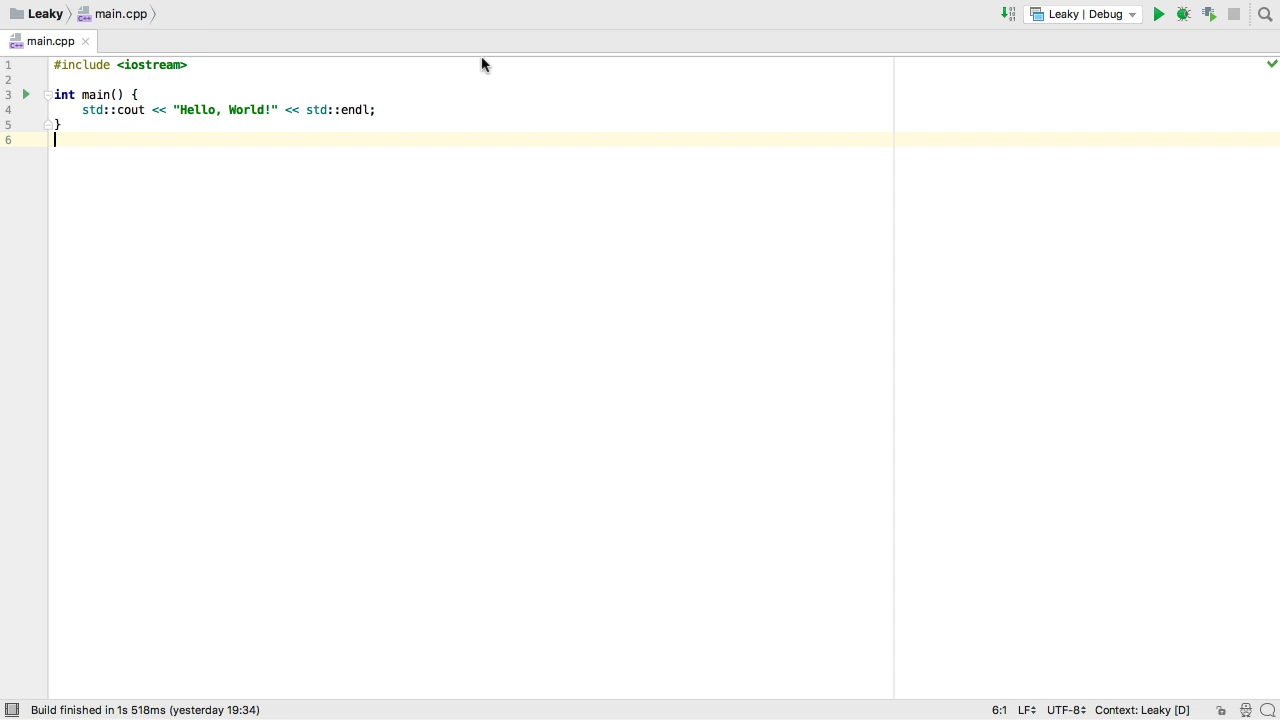 Leaky main.cpp Leaky | Debug
main.cpp
1 #include <iostream>
2
3 int main() {
4 std::cout << "Hello, World!" << std::endl;
5 }
6
Build finished in 1s 518ms (yesterday 19:34) 6:1 LF UTF-8 Context: Leaky [D]